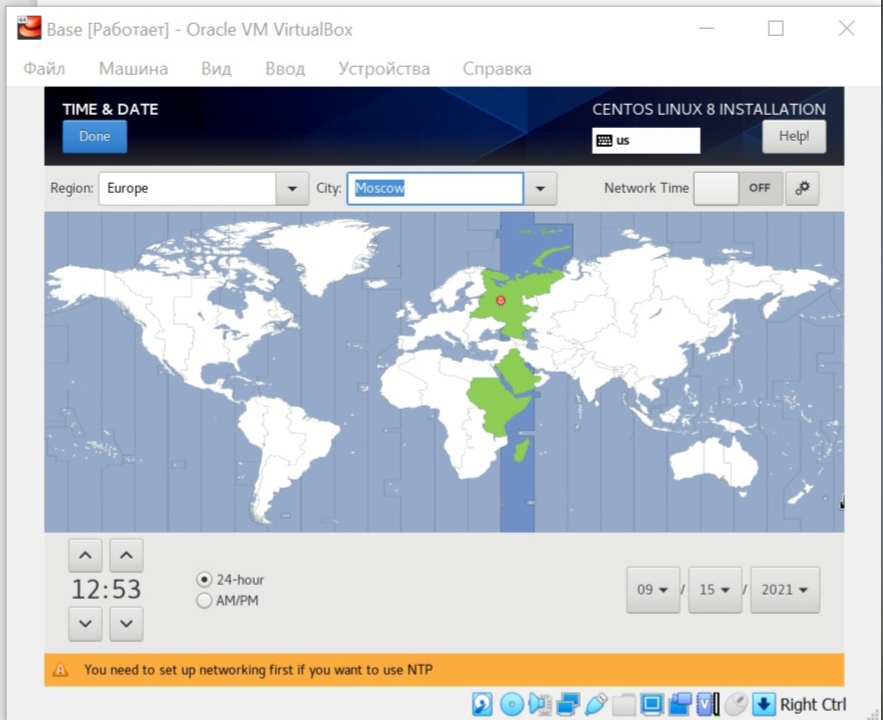 Base [Работает] - Oracle VM VirtualBox
Файл Машина Вид Ввод Устройства Справка
TIME & DATE CENTOS LINUX 8 INSTALLATION
Done us Help!
Region: Europe City: Moscow Network Time OFF
12:53
24-hour
AM/PM
09 / 15 / 2021
You need to set up networking first if you want to use NTP
Right Ctrl